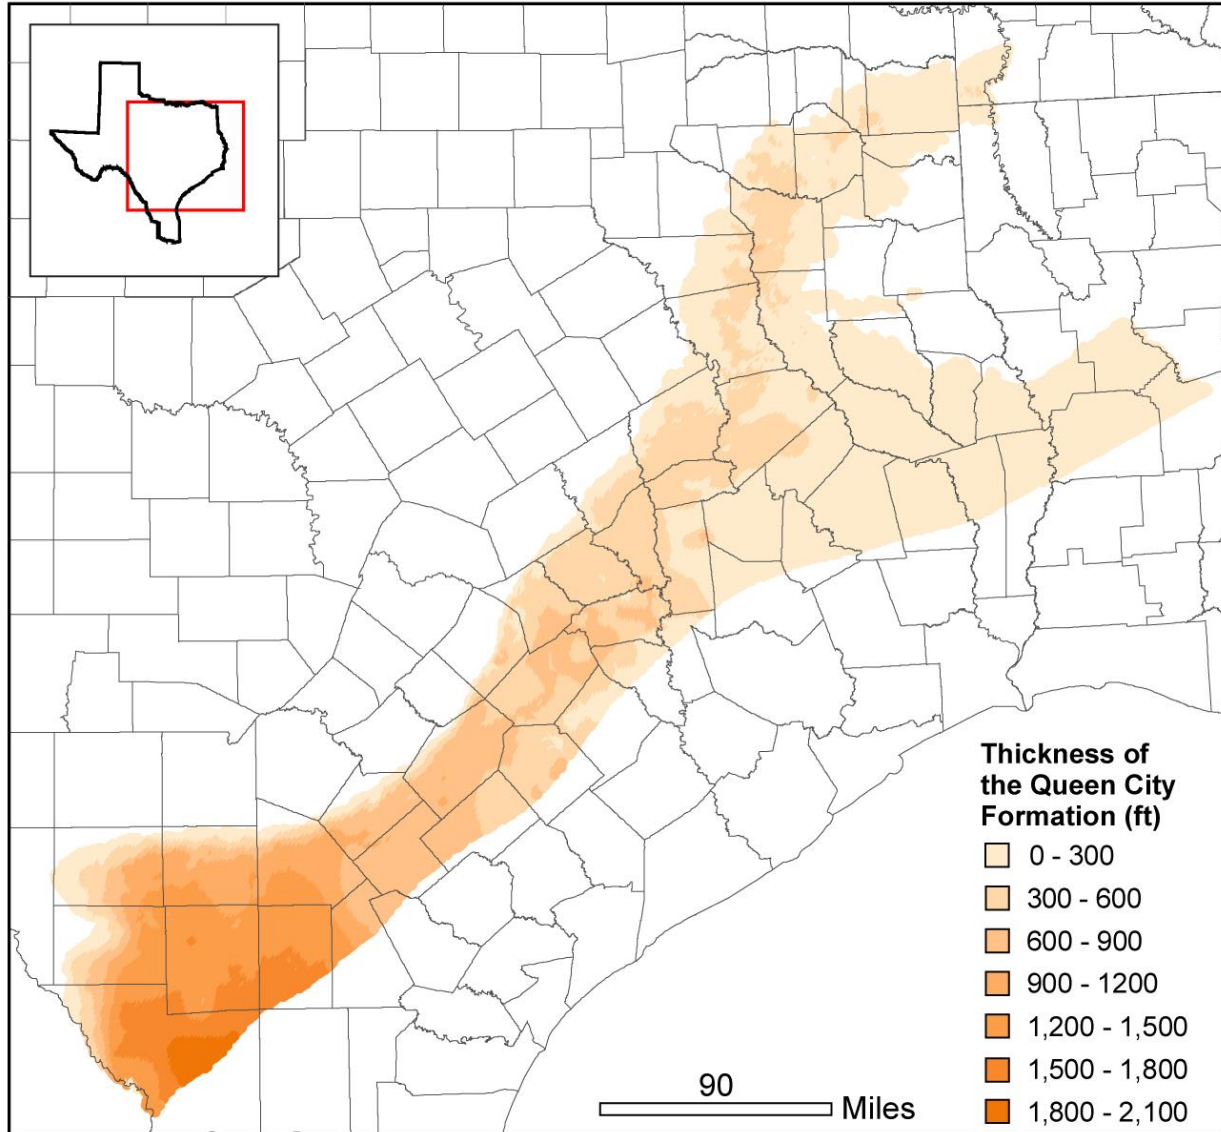 Thickness of
the Queen City
Formation (ft)
0 - 300
300 - 600
600 - 900
900 - 1200
1,200 - 1,500
1,500 - 1,800
1,800 - 2,100
90
Miles